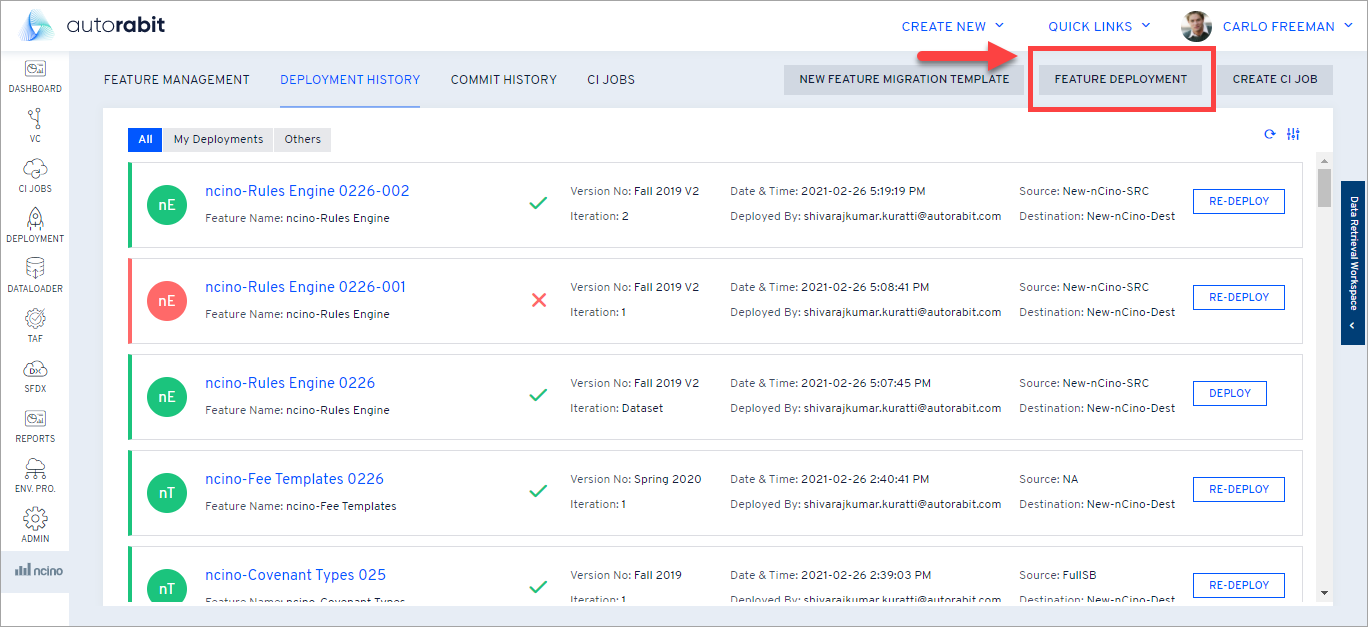 autorabit
CREATE NEW
QUICK LINKS
CARLO FREEMAN
DASHBOARD
VC
CI JOBS
DEPLOYMENT
DATALOADER
TAF
DX
SFDX
REPORTS
ENV. PRO.
ADMIN
ncino
FEATURE MANAGEMENT
DEPLOYMENT HISTORY
COMMIT HISTORY
CI JOBS
NEW FEATURE MIGRATION TEMPLATE
FEATURE DEPLOYMENT
CREATE CI JOB
All
My Deployments
Others
nE
ncino-Rules Engine 0226-002
Feature Name: ncino-Rules Engine
Version No: Fall 2019 V2
Iteration: 2
Date & Time: 2021-02-26 5:19:19 PM
Deployed By: shivarajkumar.kuratti@autorabit.com
Source: New-nCino-SRC
Destination: New-nCino-Dest
RE-DEPLOY
nE
ncino-Rules Engine 0226-001
Feature Name: ncino-Rules Engine
Version No: Fall 2019 V2
Iteration: 1
Date & Time: 2021-02-26 5:08:41 PM
Deployed By: shivarajkumar.kuratti@autorabit.com
Source: New-nCino-SRC
Destination: New-nCino-Dest
RE-DEPLOY
nE
ncino-Rules Engine 0226
Feature Name: ncino-Rules Engine
Version No: Fall 2019 V2
Iteration: Dataset
Date & Time: 2021-02-26 5:07:45 PM
Deployed By: shivarajkumar.kuratti@autorabit.com
Source: New-nCino-SRC
Destination: New-nCino-Dest
DEPLOY
nT
ncino-Fee Templates 0226
Feature Name: ncino-Fee Templates
Version No: Spring 2020
Iteration: 1
Date & Time: 2021-02-26 2:40:41 PM
Deployed By: shivarajkumar.kuratti@autorabit.com
Source: NA
Destination: New-nCino-Dest
RE-DEPLOY
nT
ncino-Covenant Types 025
Feature Name: ncino-Covenant Types
Version No: Fall 2019
Iteration: 1
Date & Time: 2021-02-26 2:39:03 PM
Deployed By: shivarajkumar.kuratti@autorabit.com
Source: FullSB
Destination: New-nCino-Dest
RE-DEPLOY
Data Retrieval Workspace